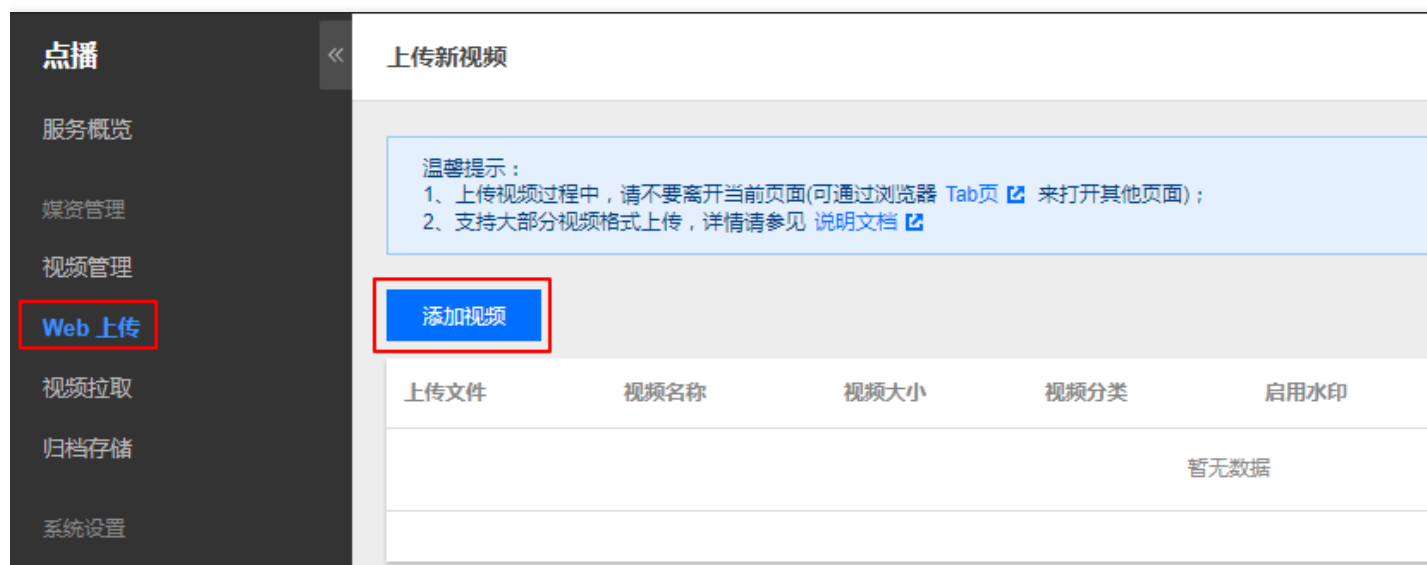 点播
«
服务概览
媒资管理
视频管理
Web 上传
视频拉取
归档存储
系统设置
上传新视频
温馨提示：
1、上传视频过程中，请不要离开当前页面(可通过浏览器 Tab页 来打开其他页面)；
2、支持大部分视频格式上传，详情请参见 说明文档
添加视频
上传文件 视频名称 视频大小 视频分类 启用水印
暂无数据